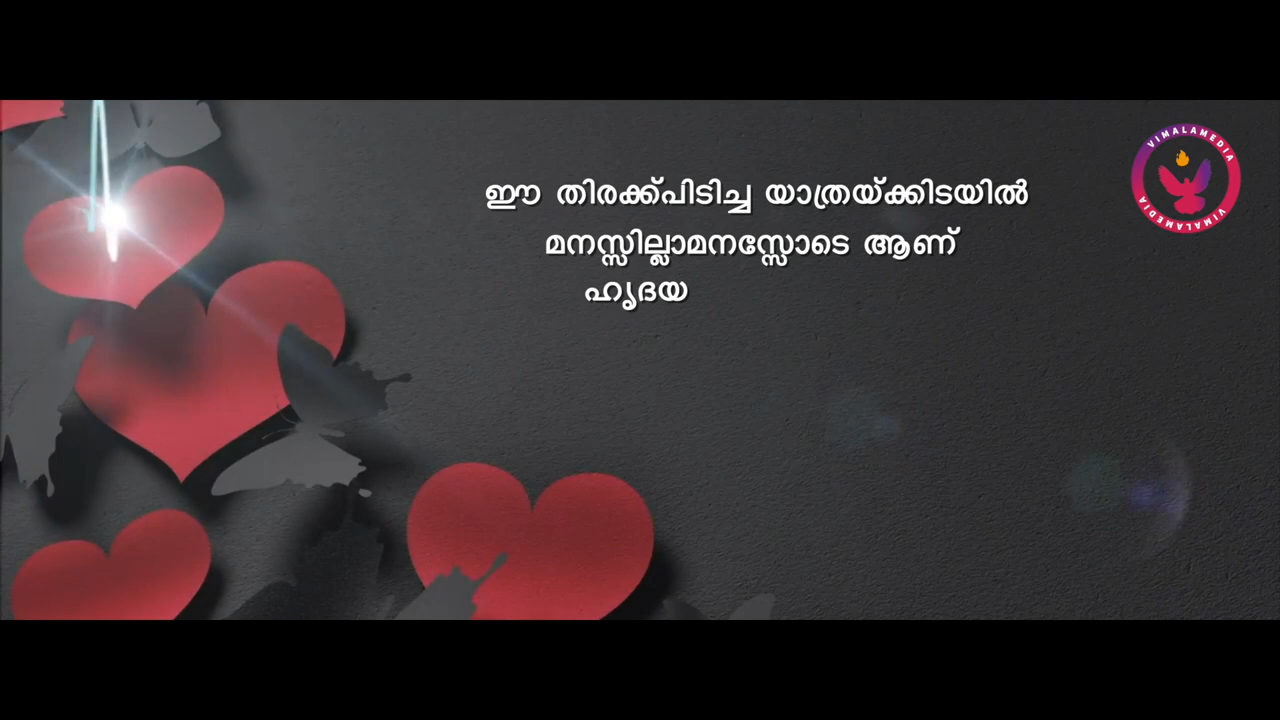 ഈ തിരക്ക്പിടിച്ച യാത്രയ്ക്കിടയിൽ
മനസ്സില്ലാമനസ്സോടെ ആണ്
ഹൃദയ
VIMALAMEDIA
VIMALAMEDIA